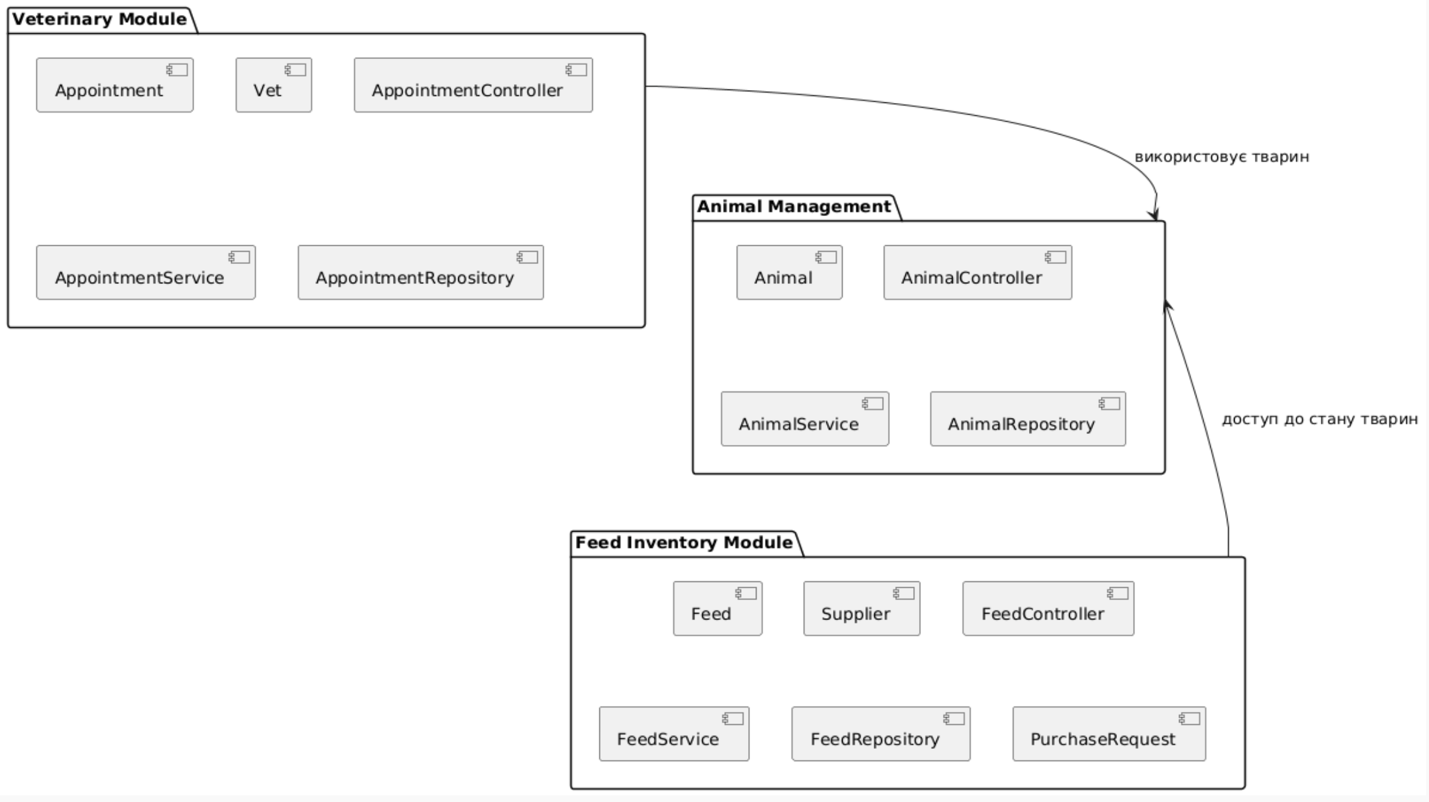 Veterinary Module
Appointment
Vet
AppointmentController
використовує тварин
Animal Management
AppointmentService
AppointmentRepository
Animal
AnimalController
AnimalService
AnimalRepository
доступ до стану тварин
Feed Inventory Module
Feed
Supplier
FeedController
FeedService
FeedRepository
PurchaseRequest